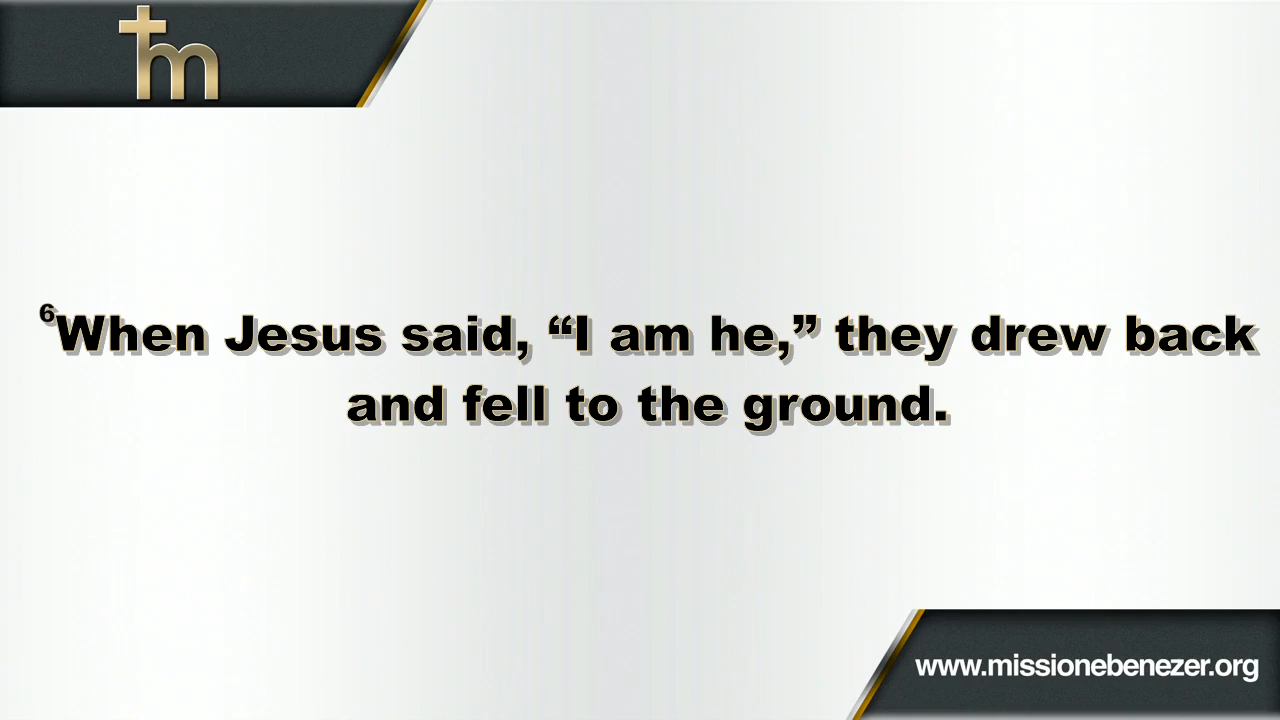 ⁶When Jesus said, “I am he,” they drew back
and fell to the ground.
www.missionebenezer.org